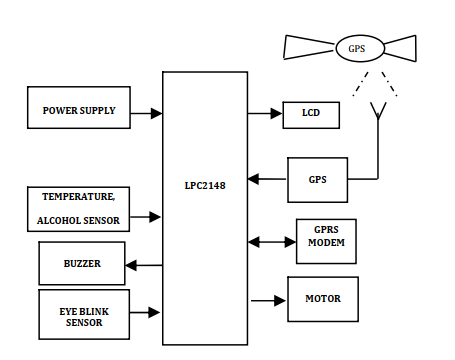 GPS
POWER SUPPLY
LCD
LPC2148
GPS
TEMPERATURE,
ALCOHOL SENSOR
GPRS
MODEM
BUZZER
MOTOR
EYE BLINK
SENSOR